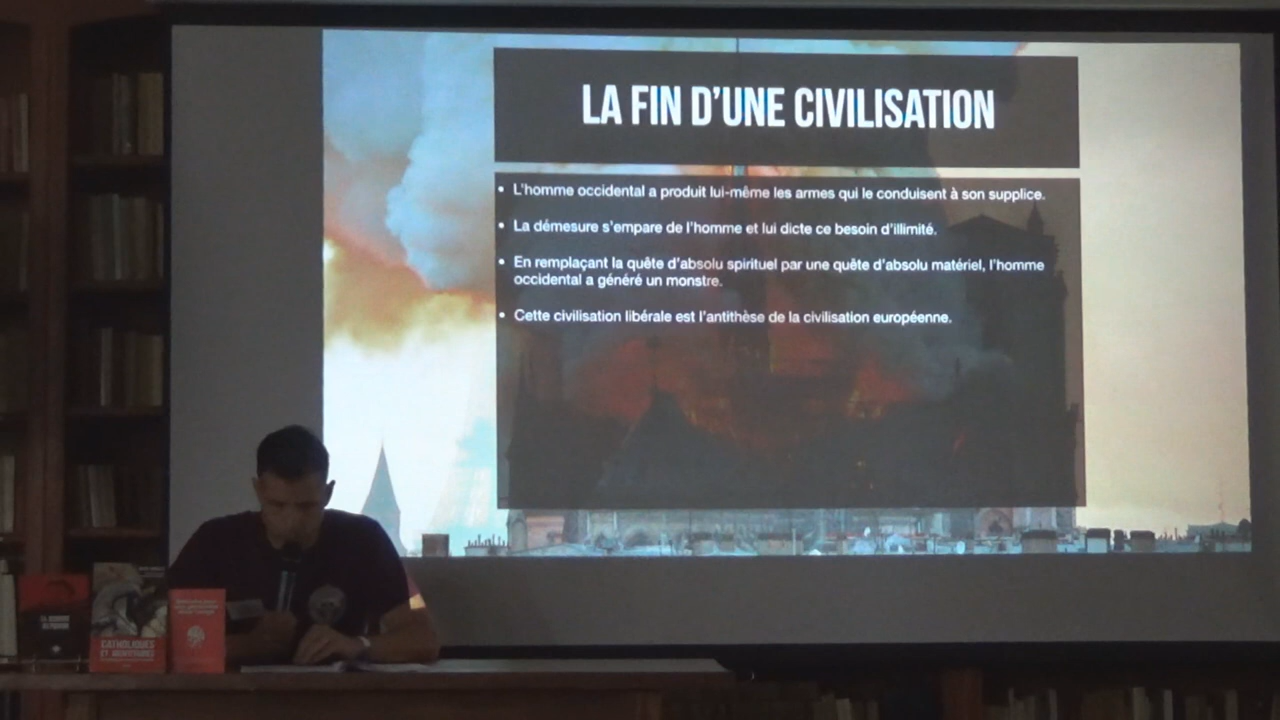 LA FIN D'UNE CIVILISATION
• L'homme occidental a produit lui-même les armes qui le conduisent à son supplice.
• La démesure s'empare de l'homme et lui dicte ce besoin d'illimité.
• En remplaçant la quête d'absolu spirituel par une quête d'absolu matériel, l'homme
occidental a généré un monstre.
• Cette civilisation libérale est l'antithèse de la civilisation européenne.
CATHOLIQUES
ET IDENTITAIRES